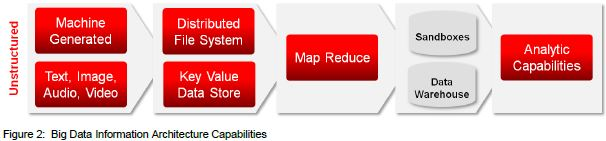 Unstructured
Machine
Generated
Text, Image,
Audio, Video
Distributed
File System
Key Value
Data Store
Map Reduce
Sandboxes
Data
Warehouse
Analytic
Capabilities
Figure 2:  Big Data Information Architecture Capabilities